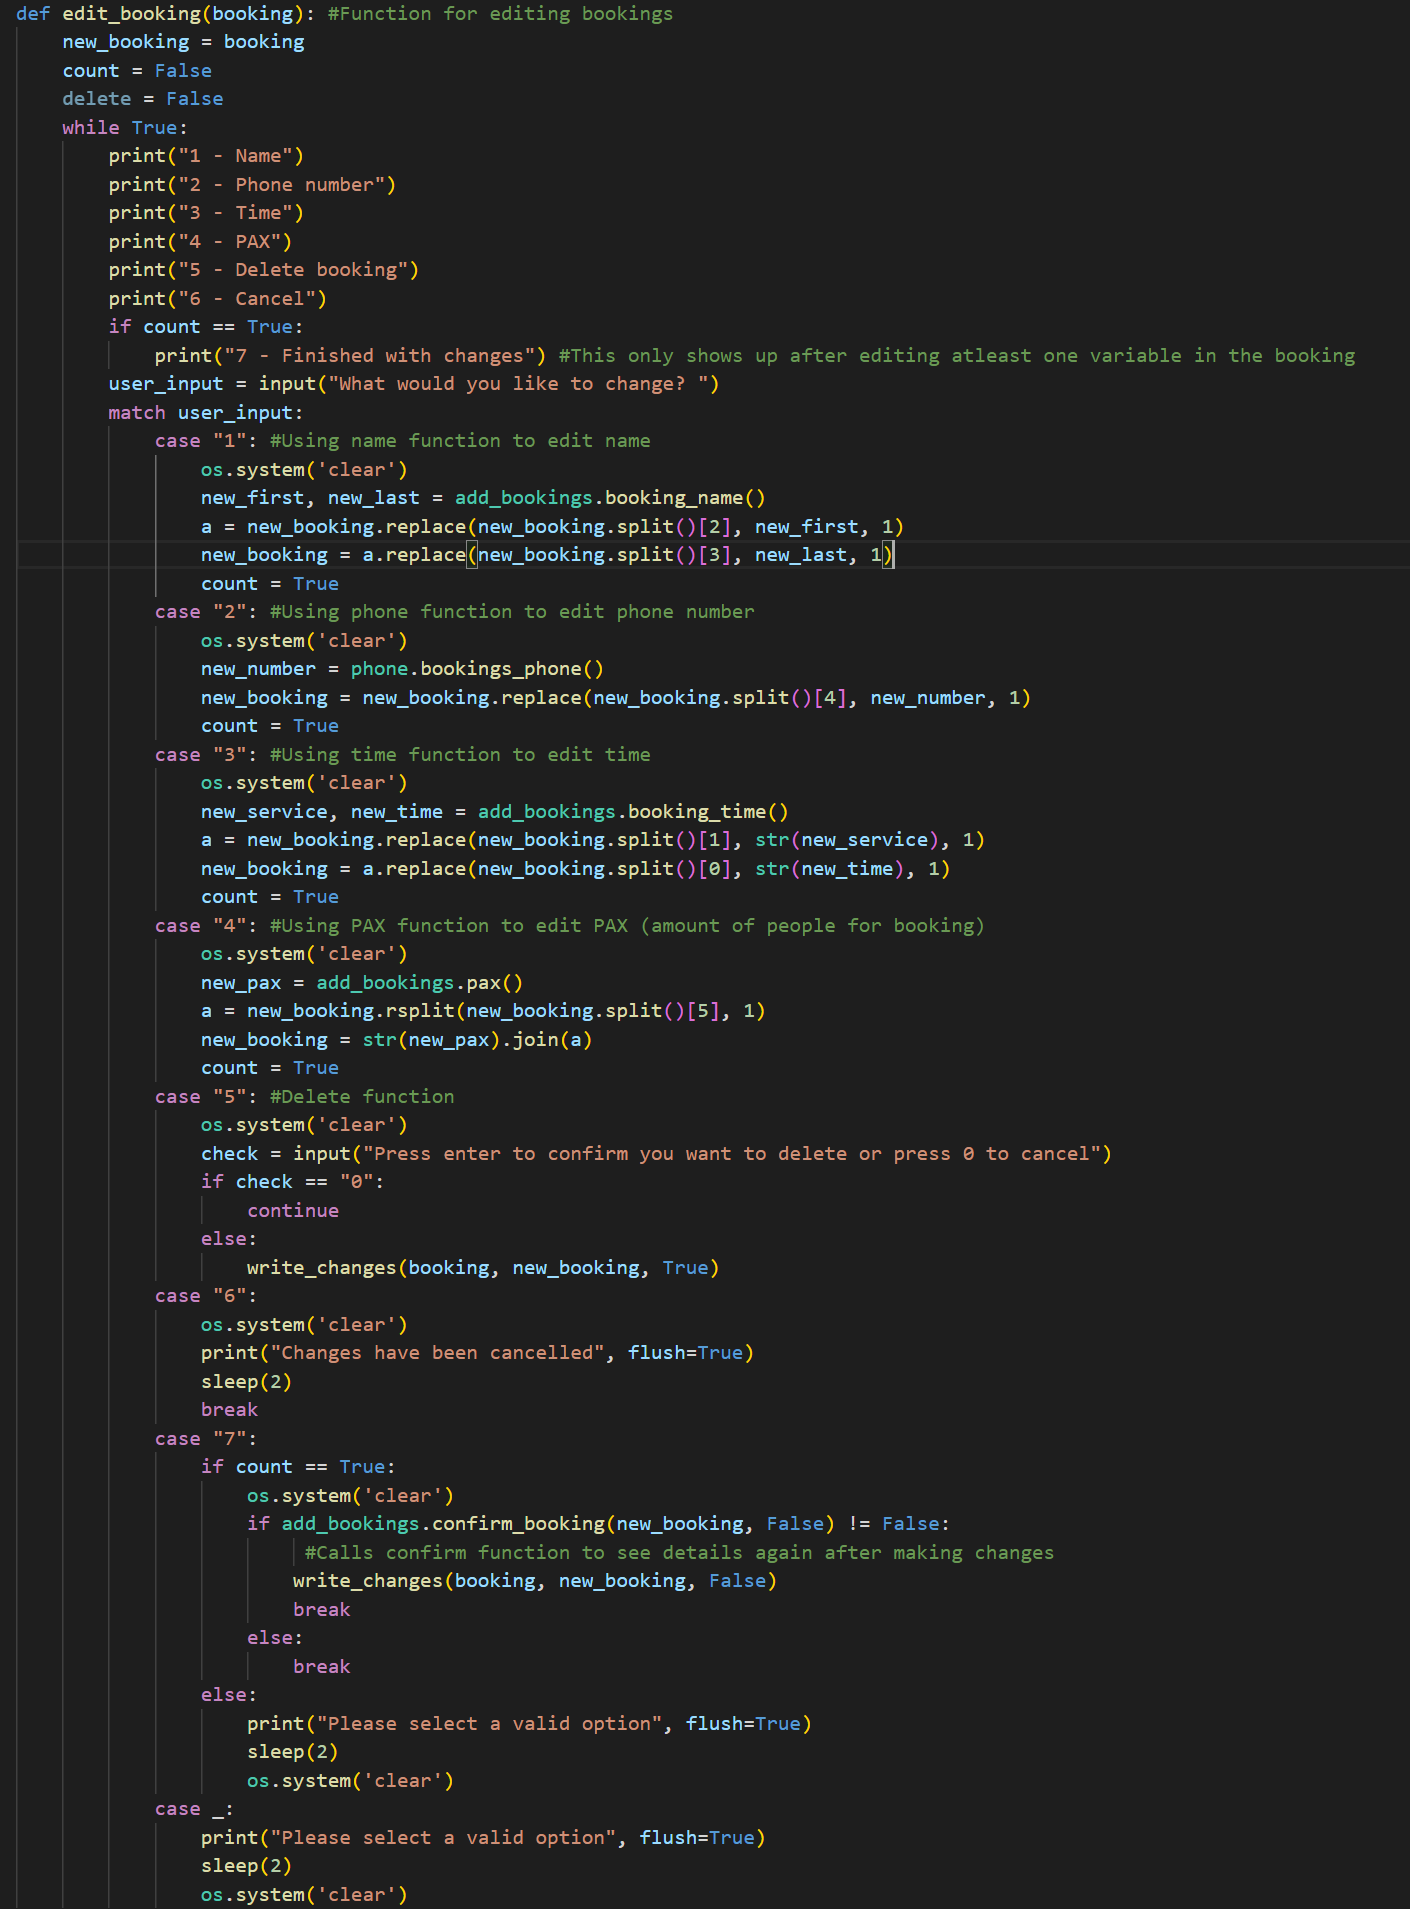 def edit_booking(booking): #Function for editing bookings
    new_booking = booking
    count = False
    delete = False
    while True:
        print("1 - Name")
        print("2 - Phone number")
        print("3 - Time")
        print("4 - PAX")
        print("5 - Delete booking")
        print("6 - Cancel")
        if count == True:
            print("7 - Finished with changes") #This only shows up after editing atleast one variable in the booking
        user_input = input("What would you like to change? ")
        match user_input:
            case "1": #Using name function to edit name
                os.system('clear')
                new_first, new_last = add_bookings.booking_name()
                a = new_booking.replace(new_booking.split()[2], new_first, 1)
                new_booking = a.replace(new_booking.split()[3], new_last, 1)
                count = True
            case "2": #Using phone function to edit phone number
                os.system('clear')
                new_number = phone.bookings_phone()
                new_booking = new_booking.replace(new_booking.split()[4], new_number, 1)
                count = True
            case "3": #Using time function to edit time
                os.system('clear')
                new_service, new_time = add_bookings.booking_time()
                a = new_booking.replace(new_booking.split()[1], str(new_service), 1)
                new_booking = a.replace(new_booking.split()[0], str(new_time), 1)
                count = True
            case "4": #Using PAX function to edit PAX (amount of people for booking)
                os.system('clear')
                new_pax = add_bookings.pax()
                a = new_booking.rsplit(new_booking.split()[5], 1)
                new_booking = str(new_pax).join(a)
                count = True
            case "5": #Delete function
                os.system('clear')
                check = input("Press enter to confirm you want to delete or press 0 to cancel")
                if check == "0":
                    continue
                else:
                    write_changes(booking, new_booking, True)
            case "6":
                os.system('clear')
                print("Changes have been cancelled", flush=True)
                sleep(2)
                break
            case "7":
                if count == True:
                    os.system('clear')
                    if add_bookings.confirm_booking(new_booking, False) != False:
                         #Calls confirm function to see details again after making changes
                        write_changes(booking, new_booking, False)
                        break
                    else:
                        break
                else:
                    print("Please select a valid option", flush=True)
                    sleep(2)
                    os.system('clear')
            case _:
                print("Please select a valid option", flush=True)
                sleep(2)
                os.system('clear')